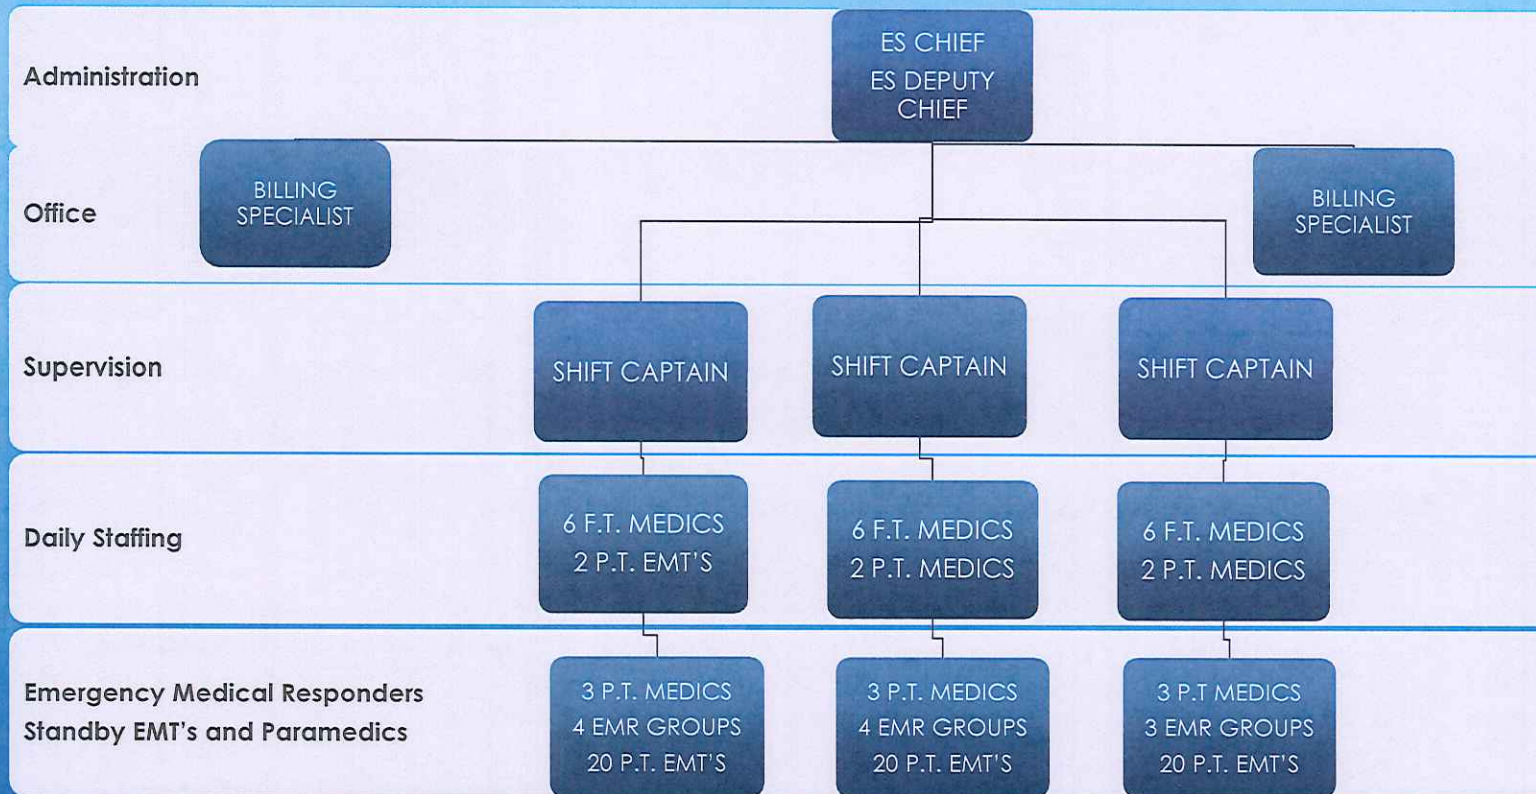 Administration
ES CHIEF
ES DEPUTY
CHIEF
Office
BILLING
SPECIALIST
BILLING
SPECIALIST
Supervision
SHIFT CAPTAIN
SHIFT CAPTAIN
SHIFT CAPTAIN
Daily Staffing
6 F.T. MEDICS
2 P.T. EMT'S
6 F.T. MEDICS
2 P.T. MEDICS
6 F.T. MEDICS
2 P.T. MEDICS
Emergency Medical Responders
Standby EMT's and Paramedics
3 P.T. MEDICS
4 EMR GROUPS
20 P.T. EMT'S
3 P.T. MEDICS
4 EMR GROUPS
20 P.T. EMT'S
3 P.T MEDICS
3 EMR GROUPS
20 P.T. EMT'S